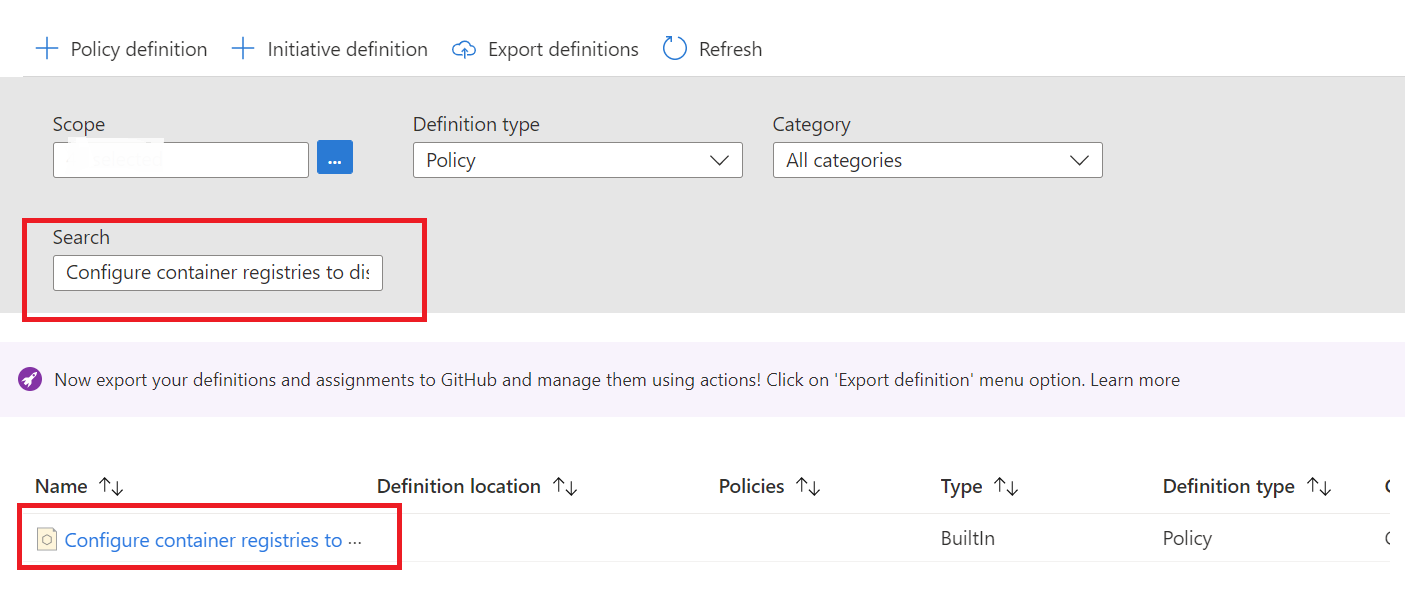 Policy definition Initiative definition Export definitions Refresh
Scope Definition type Category
... Policy All categories
Search
Configure container registries to dis
Now export your definitions and assignments to GitHub and manage them using actions! Click on 'Export definition' menu option. Learn more
Name Definition location Policies Type Definition type
Configure container registries to ... BuiltIn Policy